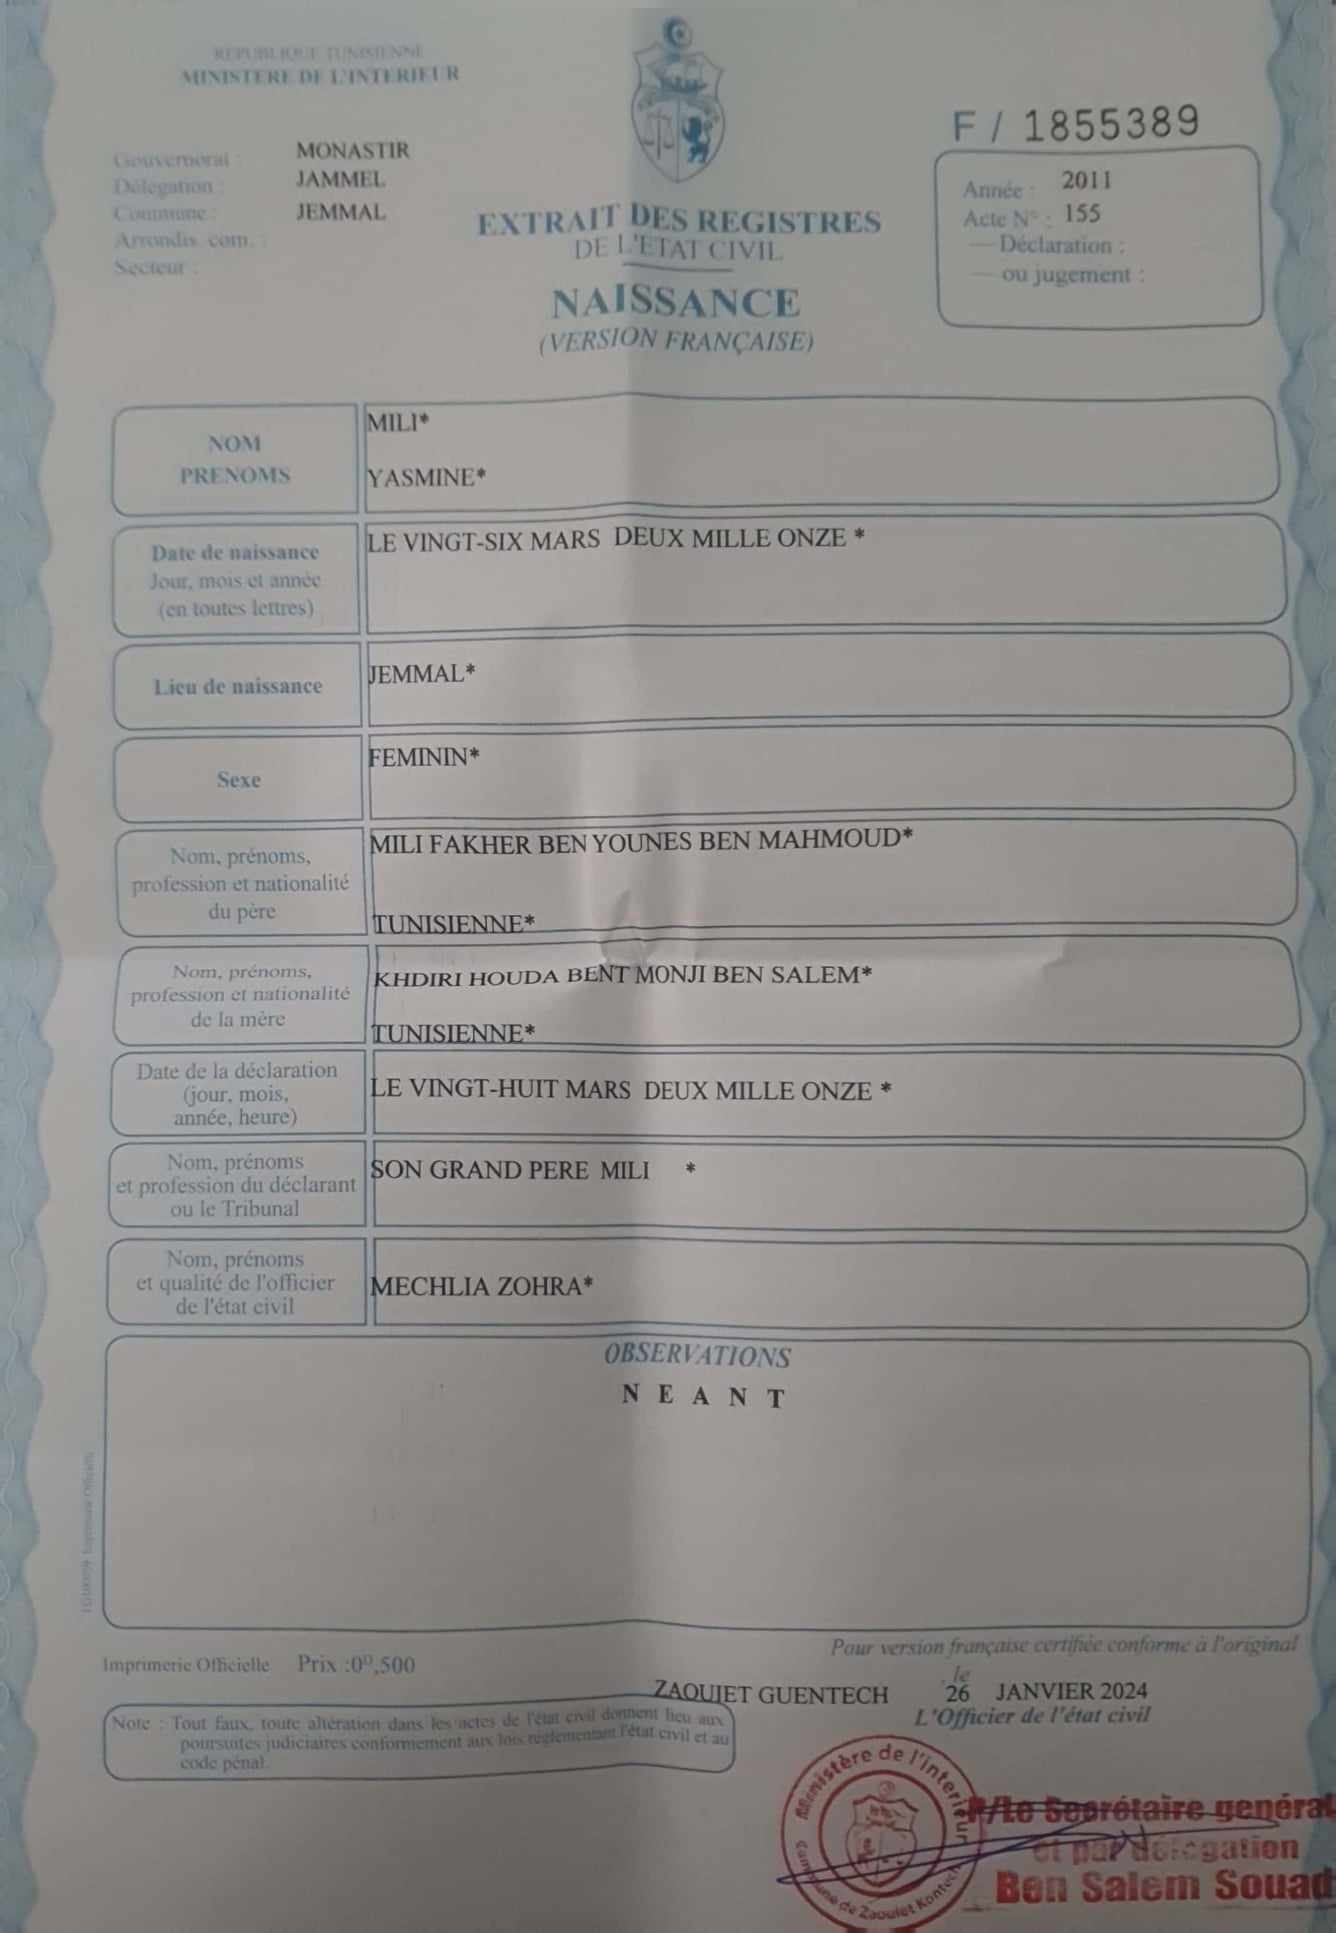 REPUBLIQUE TUNISIENNE
MINISTERE DE L'INTERIEUR
Gouvernorat : MONASTIR
Délégation : JAMMEL
Commune : JEMMAL
Arrondis. com. :
Secteur :
EXTRAIT DES REGISTRES
DE L'ETAT CIVIL
NAISSANCE
(VERSION FRANÇAISE)
F / 1855389
Année : 2011
Acte N° : 155
— Déclaration :
— ou jugement :
NOM
PRENOMS
MILI*
YASMINE*
Date de naissance
Jour, mois et année
(en toutes lettres)
LE VINGT-SIX MARS DEUX MILLE ONZE *
Lieu de naissance
JEMMAL*
Sexe
FEMININ*
Nom, prénoms,
profession et nationalité
du père
MILI FAKHER BEN YOUNES BEN MAHMOUD*
TUNISIENNE*
Nom, prénoms,
profession et nationalité
de la mère
KHDIRI HOUDA BENT MONJI BEN SALEM*
TUNISIENNE*
Date de la déclaration
(jour, mois,
année, heure)
LE VINGT-HUIT MARS DEUX MILLE ONZE *
Nom, prénoms
et profession du déclarant
ou le Tribunal
SON GRAND PERE MILI *
Nom, prénoms
et qualité de l'officier
de l'état civil
MECHLIA ZOHRA*
OBSERVATIONS
N E A N T
Imprimerie Officielle Prix :0ᴰ,500
Pour version française certifiée conforme à l'original
ZAOUIET GUENTECH le 26 JANVIER 2024
L'Officier de l'état civil
Note : Tout faux, toute altération dans les actes de l'état civil donnent lieu aux
poursuites judiciaires conformement aux lois réglementant l'état civil et au
code pénal.
Ministère de l'Interieur
Commune de Zaouiet Kontech
P/Le Secrétaire général
et par délégation
Ben Salem Souad